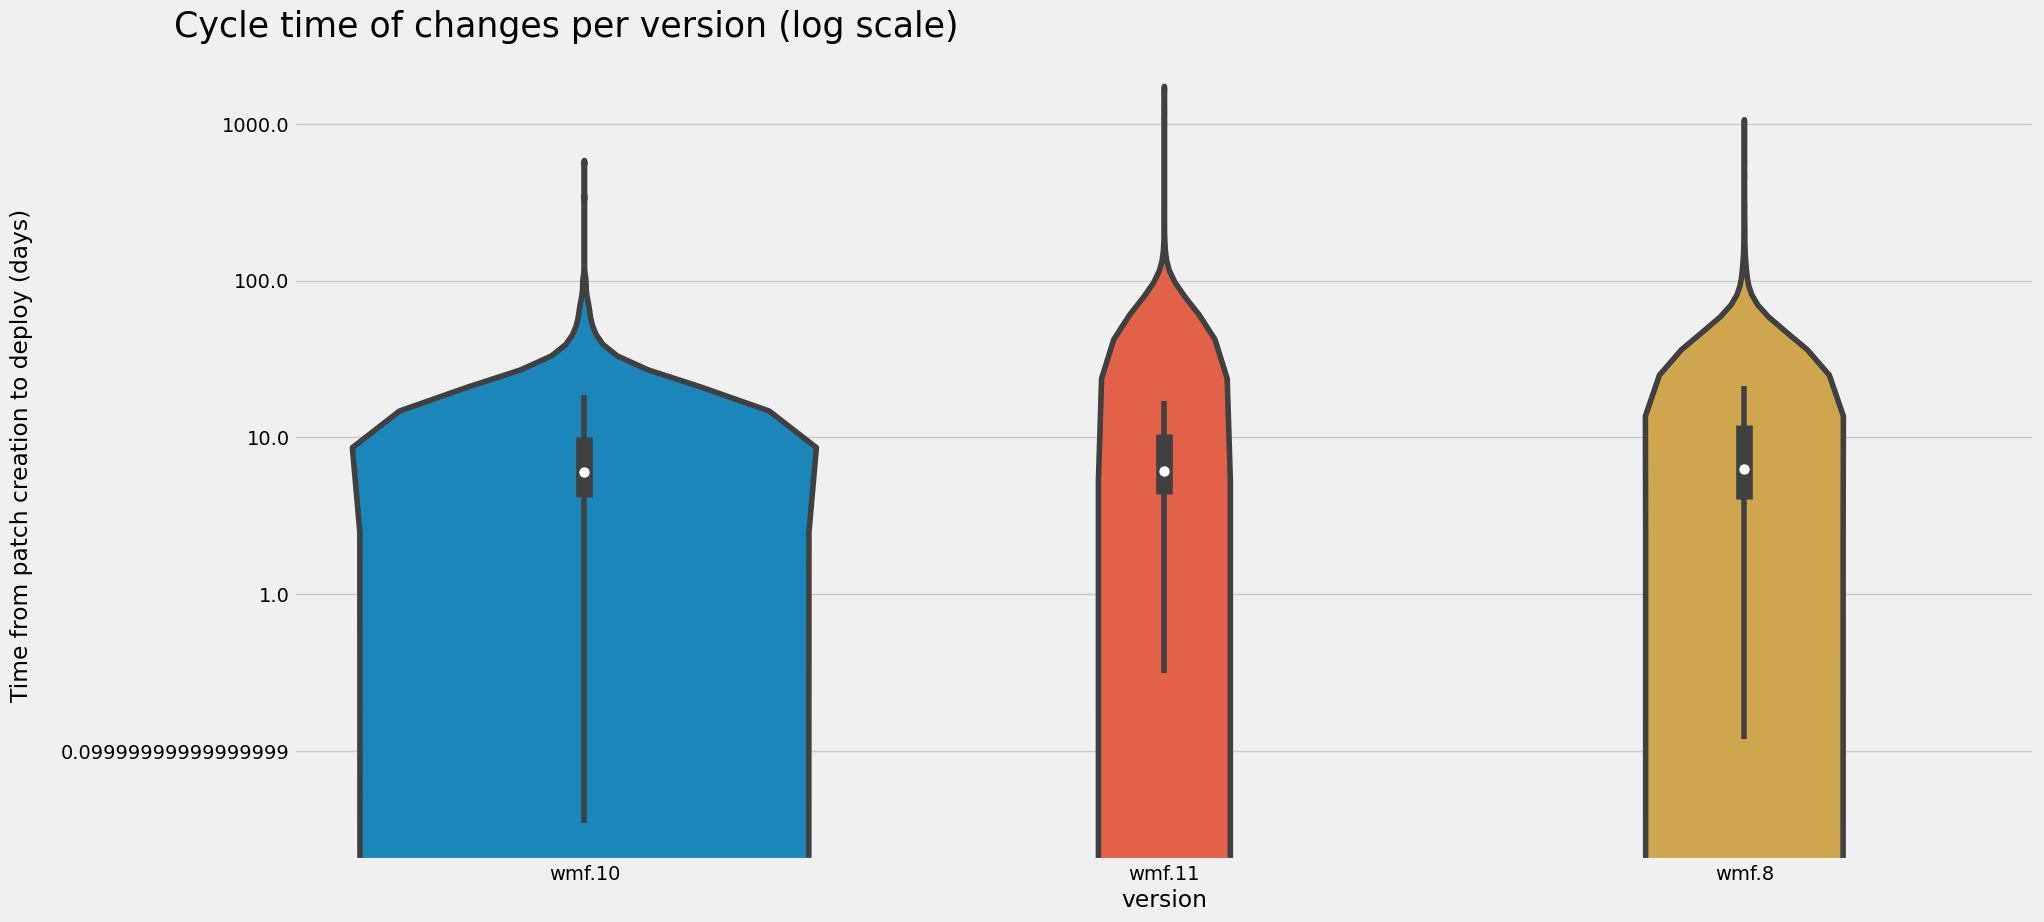 Cycle time of changes per version (log scale)
Time from patch creation to deploy (days)
1000.0
100.0
10.0
1.0
0.09999999999999999
wmf.10
wmf.11
wmf.8
version